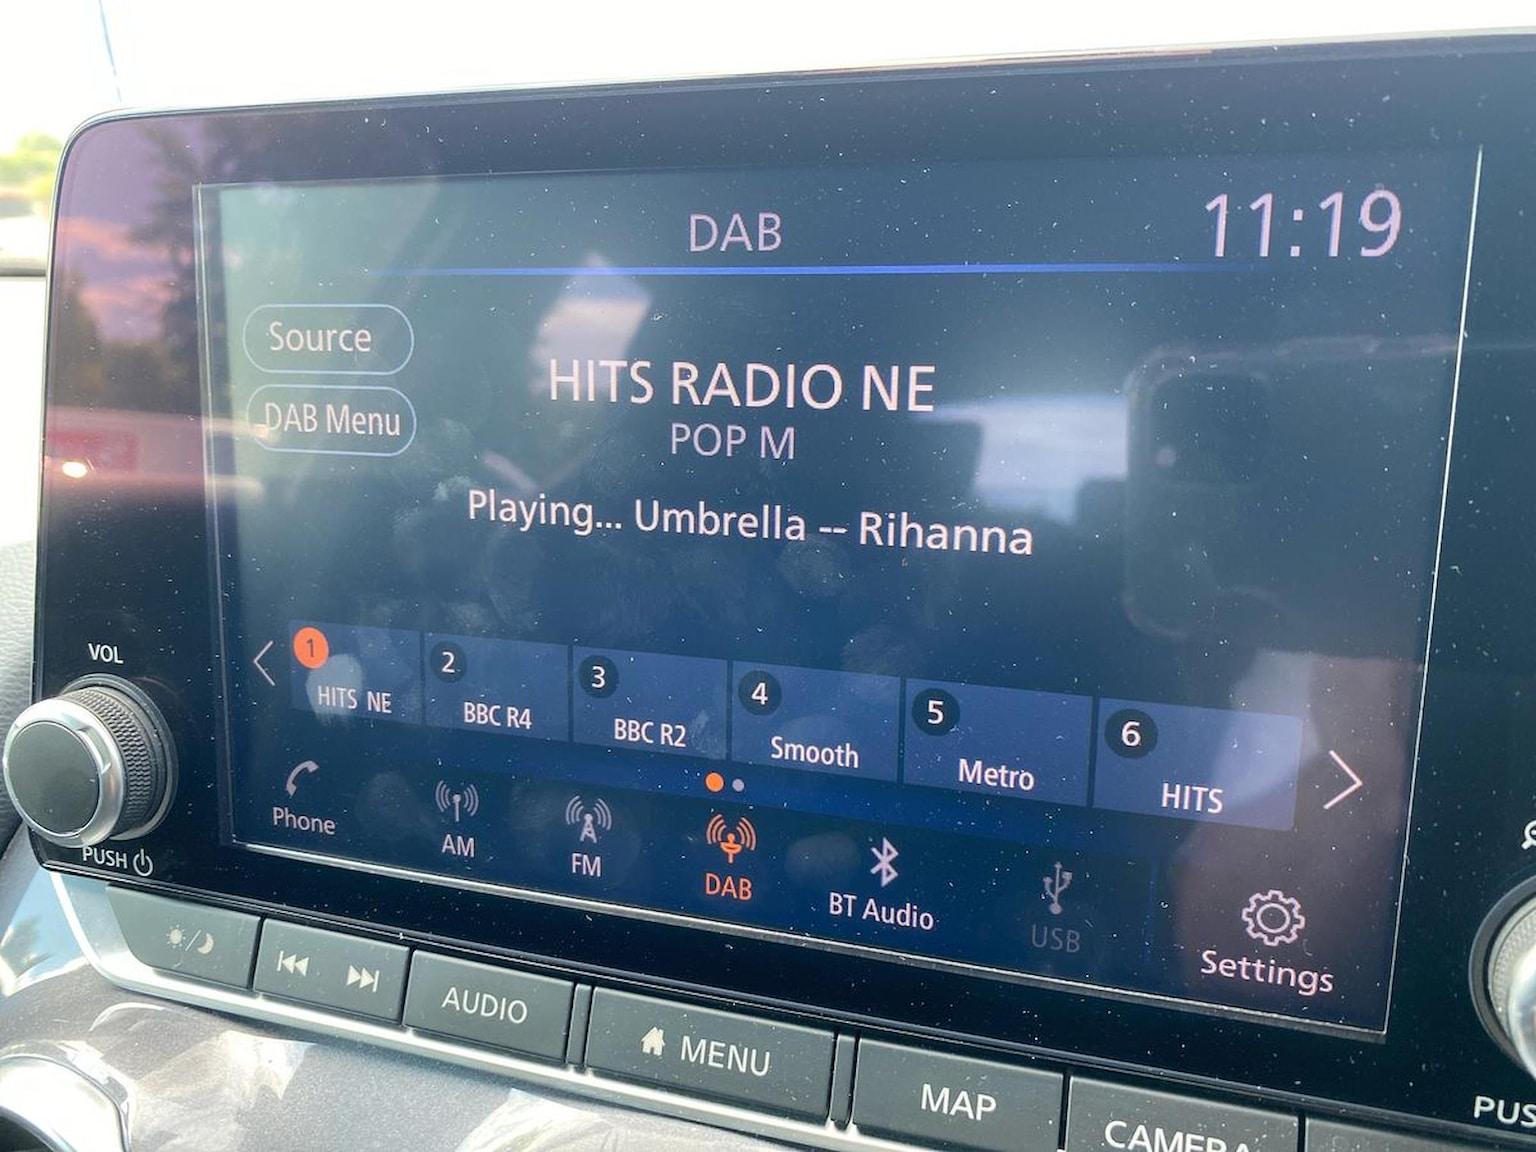 DAB
11:19
Source
DAB Menu
HITS RADIO NE
POP M
Playing... Umbrella -- Rihanna
1 HITS NE
2 BBC R4
3 BBC R2
4 Smooth
5 Metro
6 HITS
Phone
AM
FM
DAB
BT Audio
USB
Settings
VOL
PUSH
AUDIO
MENU
MAP
CAMERA